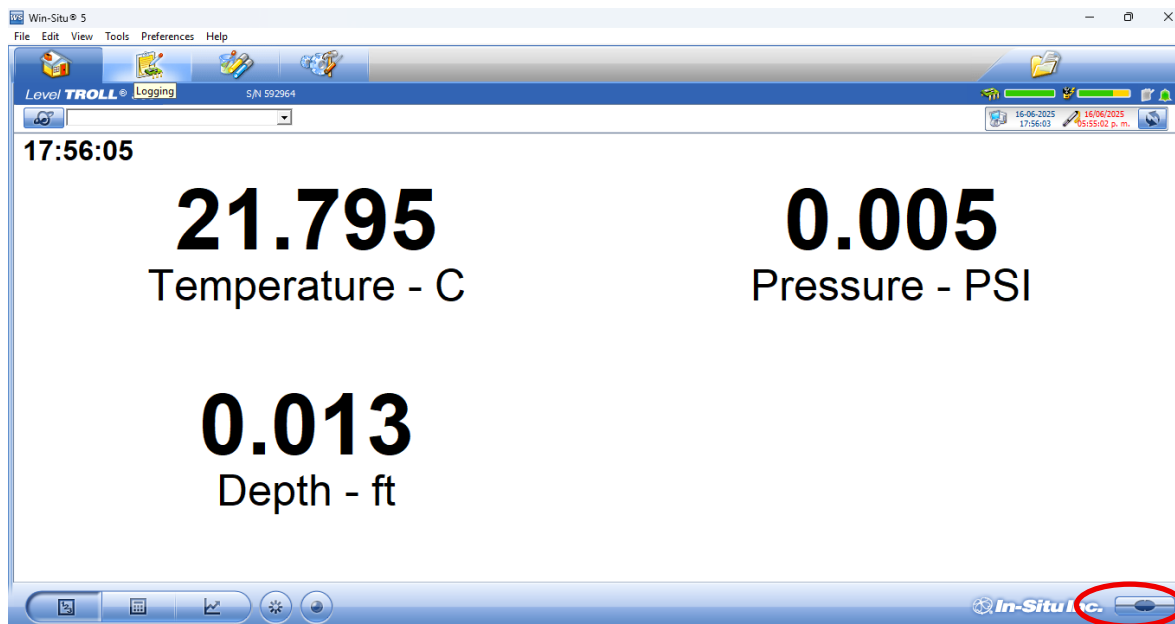 Win-Situ® 5
File Edit View Tools Preferences Help
Level TROLL®
Logging
S/N 592964
16-06-2025
17:56:03
16/06/2025
05:55:02 p. m.
17:56:05
21.795
Temperature - C
0.005
Pressure - PSI
0.013
Depth - ft
In-Situ Inc.